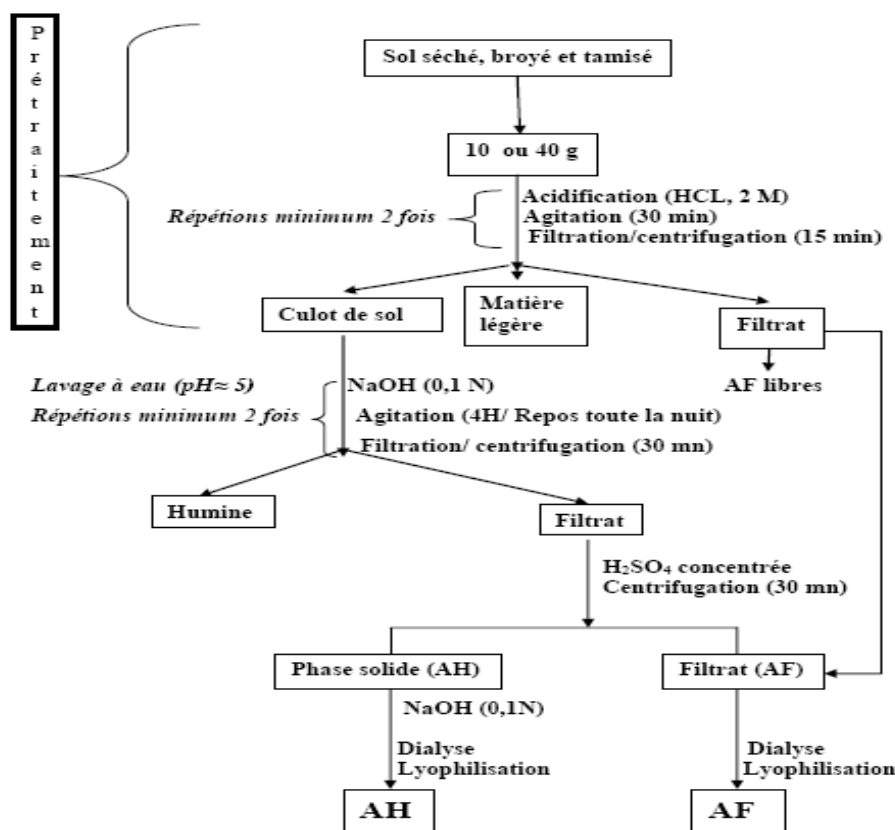 Prétraitement
Sol séché, broyé et tamisé
10 ou 40 g
Répétions minimum 2 fois
Acidification (HCL, 2 M)
Agitation (30 min)
Filtration/centrifugation (15 min)
Culot de sol
Matière
légère
Filtrat
AF libres
Lavage à eau (pH≈ 5)
Répétions minimum 2 fois
NaOH (0,1 N)
Agitation (4H/ Repos toute la nuit)
Filtration/ centrifugation (30 mn)
Humine
Filtrat
H₂SO₄ concentrée
Centrifugation (30 mn)
Phase solide (AH)
Filtrat (AF)
NaOH (0,1N)
Dialyse
Lyophilisation
Dialyse
Lyophilisation
AH
AF